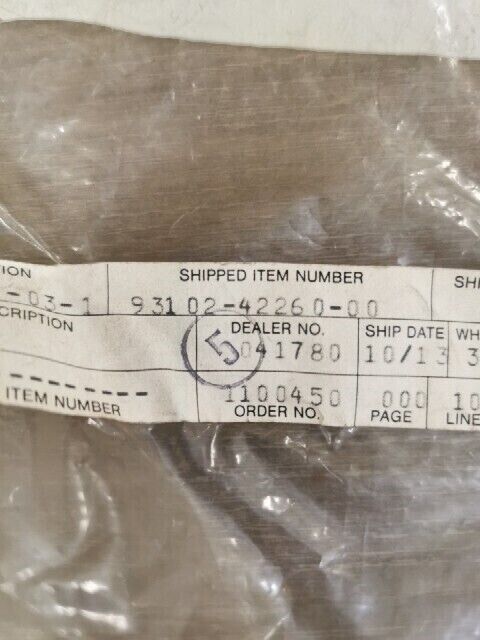 ION SHIPPED ITEM NUMBER SHI
-03-1 93102-42260-00
CRIPTION DEALER NO. SHIP DATE WH
5 041780 10/13 3
1100450 000 10
ITEM NUMBER ORDER NO. PAGE LINE